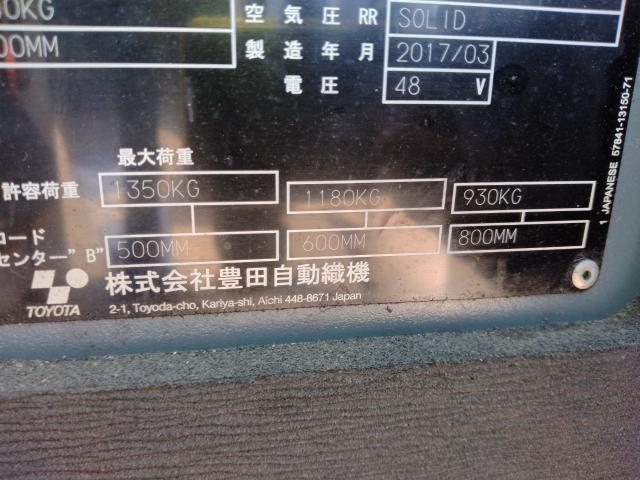 50KG
00MM
空気圧 RR SOLID
製造年月 2017/03
電圧 48 V
最大荷重
許容荷重 1350KG 1180KG 930KG
ロード
センター"B" 500MM 600MM 800MM
TOYOTA
株式会社豊田自動織機
2-1, Toyoda-cho, Kariya-shi, Aichi 448-8671 Japan
1 JAPANESE 57841-13150-71